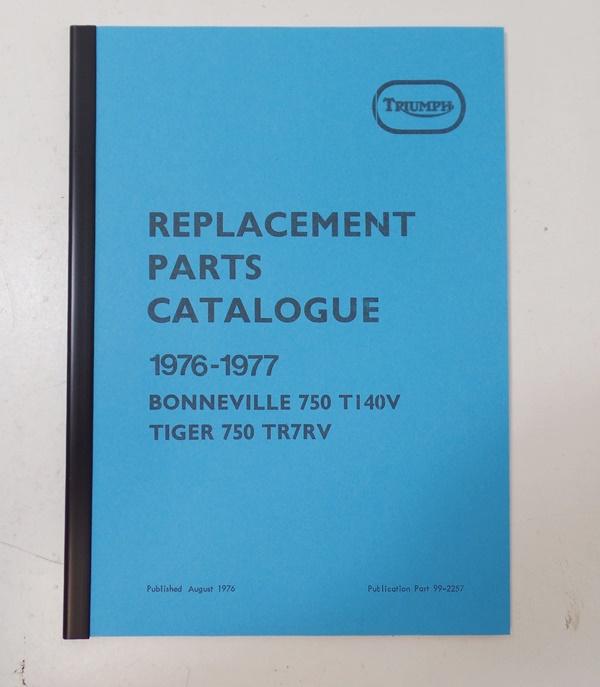 TRIUMPH
REPLACEMENT
PARTS
CATALOGUE
1976-1977
BONNEVILLE 750 T140V
TIGER 750 TR7RV
Published August 1976 Publication Part 99-2257